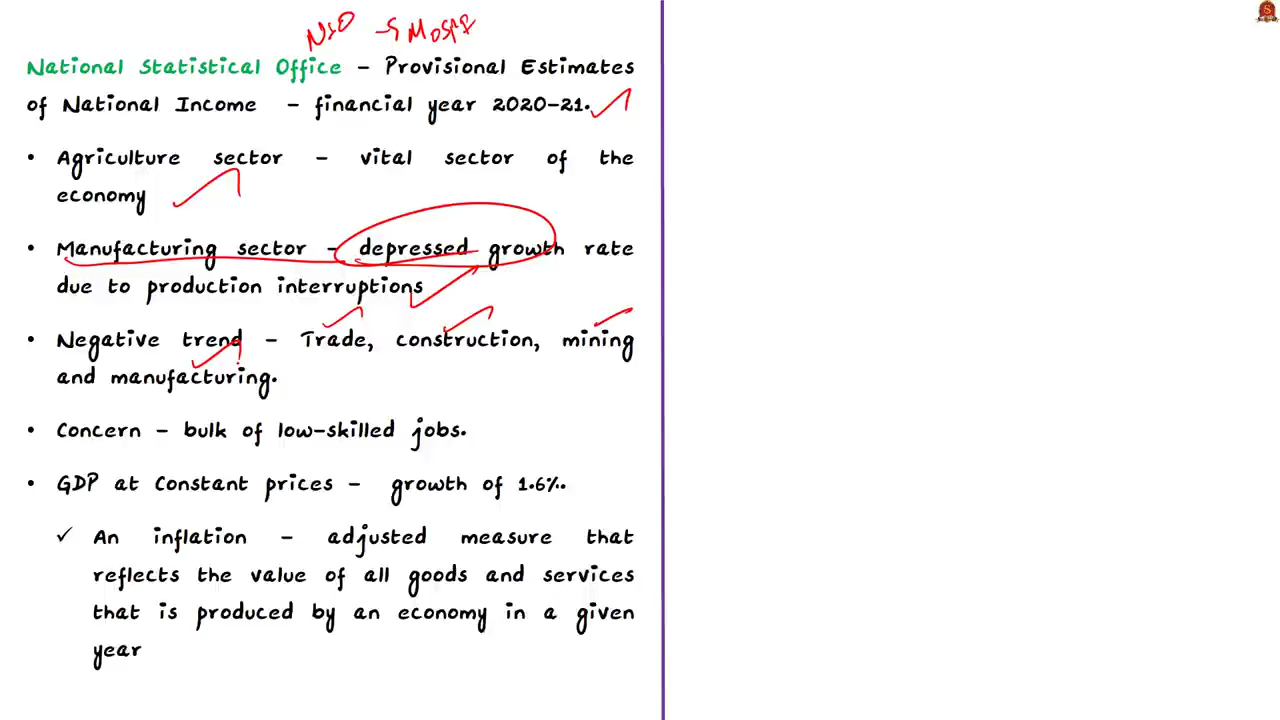 NSO → MOSPI
National Statistical Office – Provisional Estimates
of National Income – financial year 2020-21.
• Agriculture sector – vital sector of the
economy
• Manufacturing sector – depressed growth rate
due to production interruptions
• Negative trend – Trade, construction, mining
and manufacturing.
• Concern – bulk of low-skilled jobs.
• GDP at Constant prices – growth of 1.6%.
✓ An inflation – adjusted measure that
reflects the value of all goods and services
that is produced by an economy in a given
year